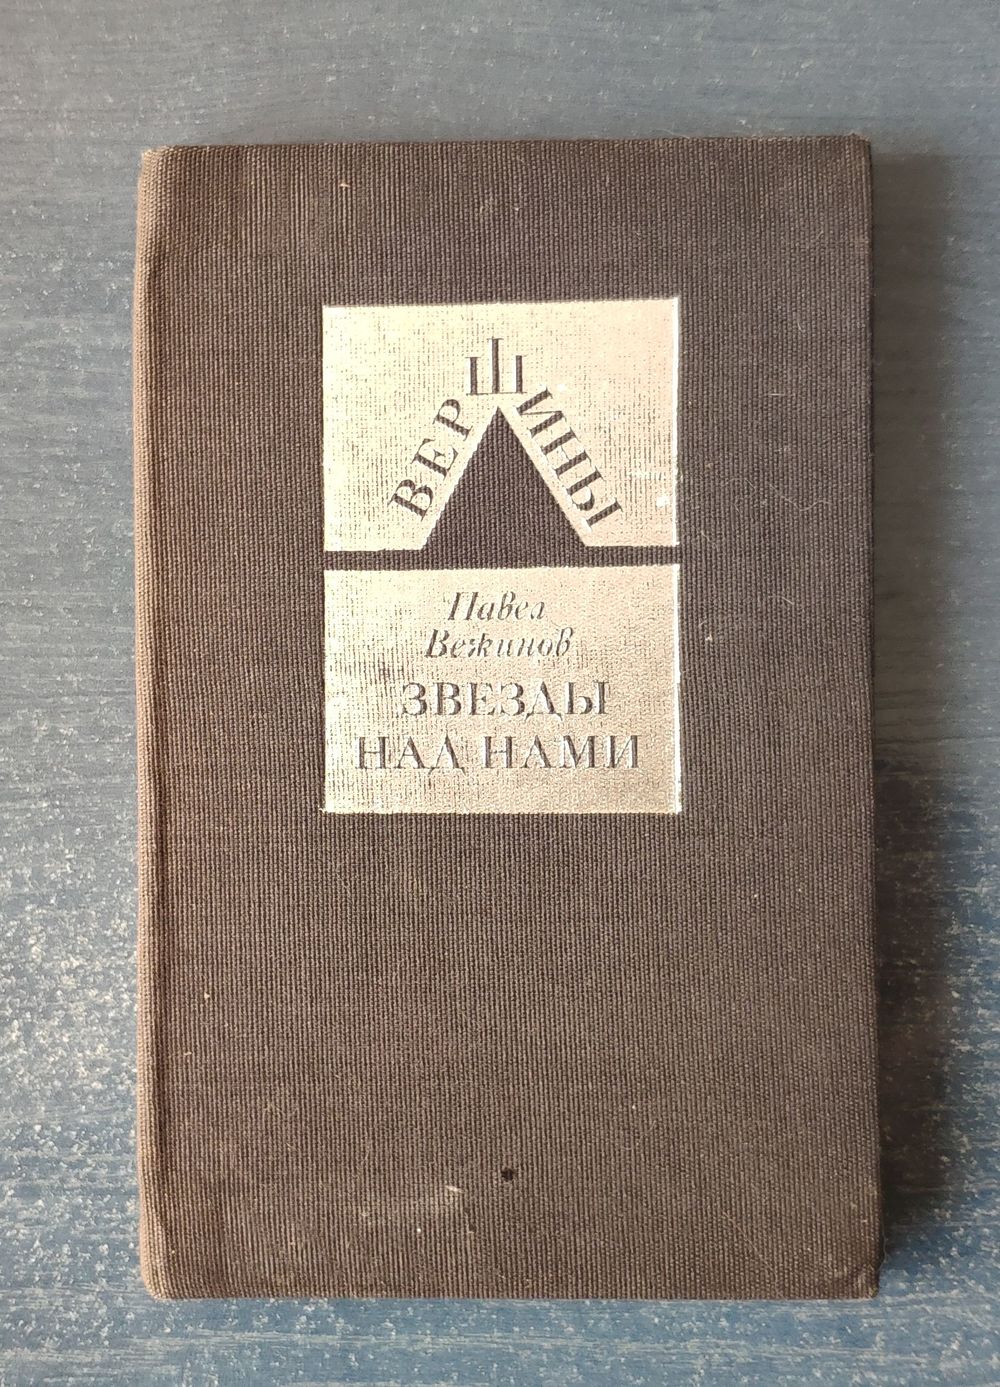 ВЕРШИНЫ
Павел
Вежинов
ЗВЕЗДЫ
НАД НАМИ